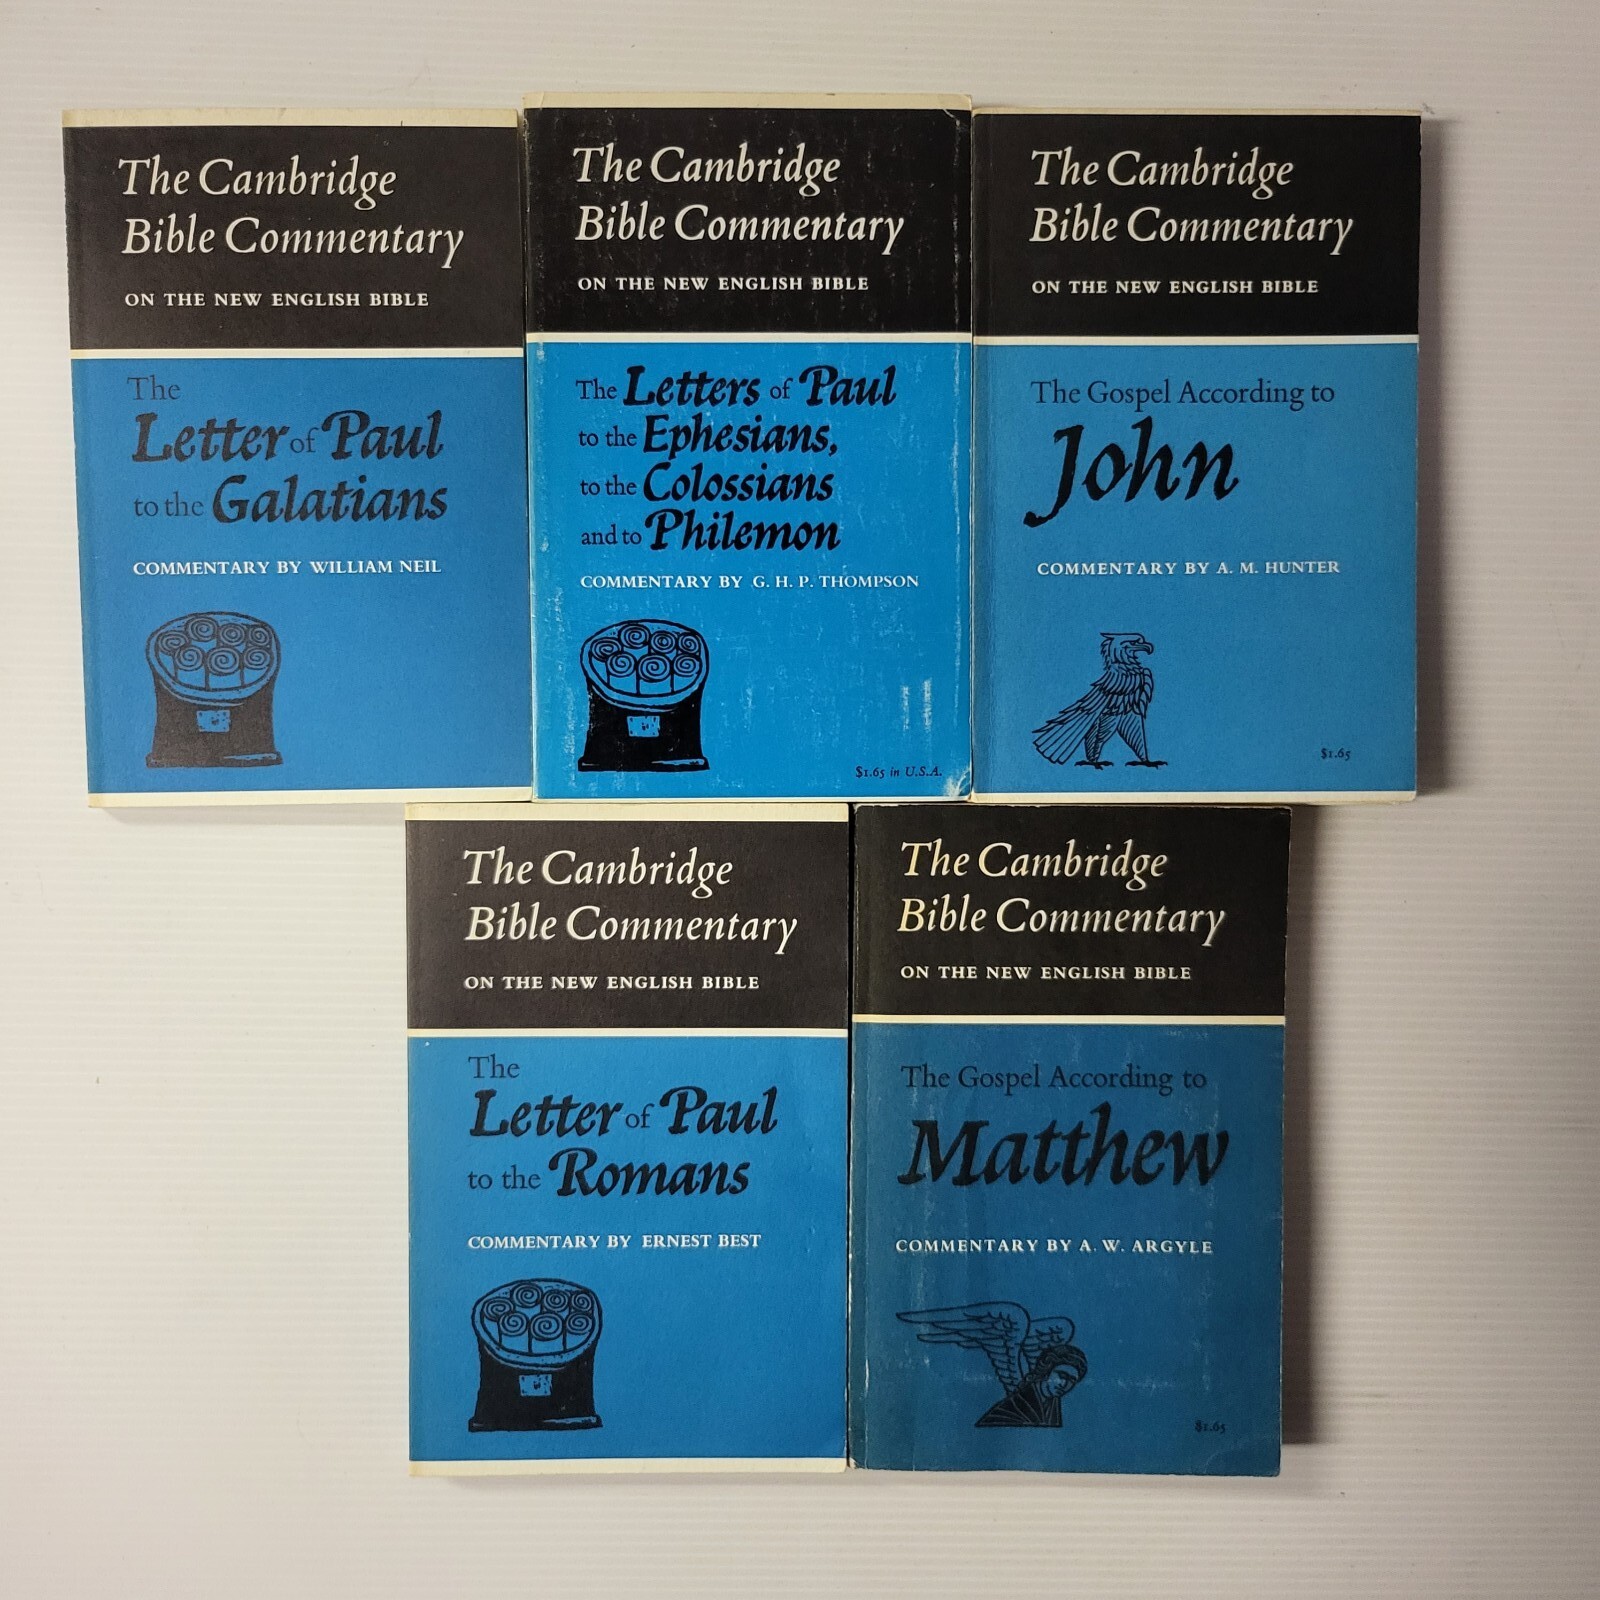 The Cambridge
Bible Commentary
ON THE NEW ENGLISH BIBLE
The
Letter of Paul
to the Galatians
COMMENTARY BY WILLIAM NEIL
The Cambridge
Bible Commentary
ON THE NEW ENGLISH BIBLE
The Letters of Paul
to the Ephesians,
to the Colossians
and to Philemon
COMMENTARY BY G. H. P. THOMPSON
$1.65 in U.S.A.
The Cambridge
Bible Commentary
ON THE NEW ENGLISH BIBLE
The Gospel According to
John
COMMENTARY BY A. M. HUNTER
$1.65
The Cambridge
Bible Commentary
ON THE NEW ENGLISH BIBLE
The
Letter of Paul
to the Romans
COMMENTARY BY ERNEST BEST
The Cambridge
Bible Commentary
ON THE NEW ENGLISH BIBLE
The Gospel According to
Matthew
COMMENTARY BY A. W. ARGYLE
$1.65